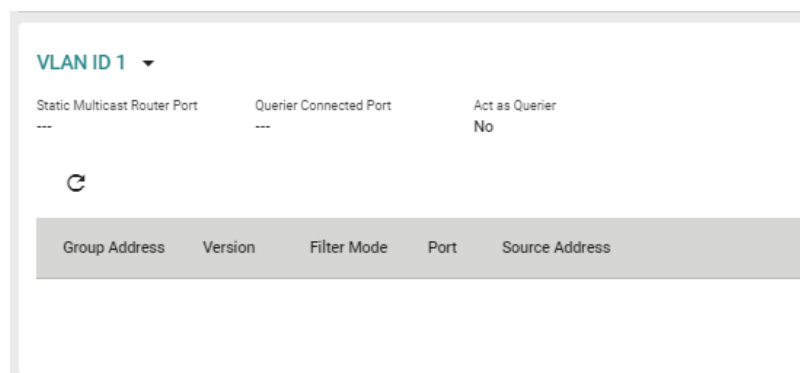 VLAN ID 1
Static Multicast Router Port Querier Connected Port Act as Querier
--- --- No
Group Address Version Filter Mode Port Source Address